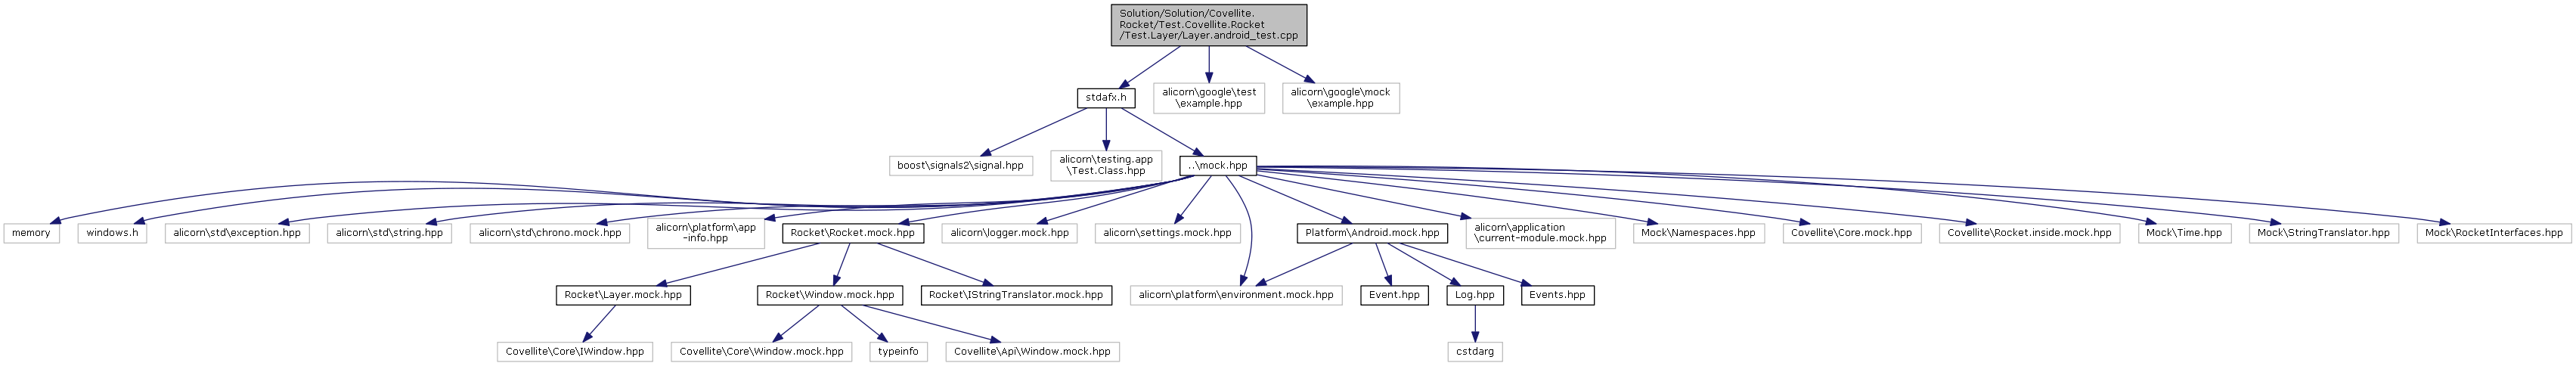 Solution/Solution/Covellite.
Rocket/Test.Covellite.Rocket
/Test.Layer/Layer.android_test.cpp
stdafx.h
alicorn\google\test
\example.hpp
alicorn\google\mock
\example.hpp
boost\signals2\signal.hpp
alicorn\testing.app
\Test.Class.hpp
..\mock.hpp
memory
windows.h
alicorn\std\exception.hpp
alicorn\std\string.hpp
alicorn\std\chrono.mock.hpp
alicorn\platform\app
-info.hpp
Rocket\Rocket.mock.hpp
alicorn\logger.mock.hpp
alicorn\settings.mock.hpp
Platform\Android.mock.hpp
alicorn\application
\current-module.mock.hpp
Mock\Namespaces.hpp
Covellite\Core.mock.hpp
Covellite\Rocket.inside.mock.hpp
Mock\Time.hpp
Mock\StringTranslator.hpp
Mock\RocketInterfaces.hpp
Rocket\Layer.mock.hpp
Rocket\Window.mock.hpp
Rocket\IStringTranslator.mock.hpp
alicorn\platform\environment.mock.hpp
Event.hpp
Log.hpp
Events.hpp
Covellite\Core\IWindow.hpp
Covellite\Core\Window.mock.hpp
typeinfo
Covellite\Api\Window.mock.hpp
cstdarg